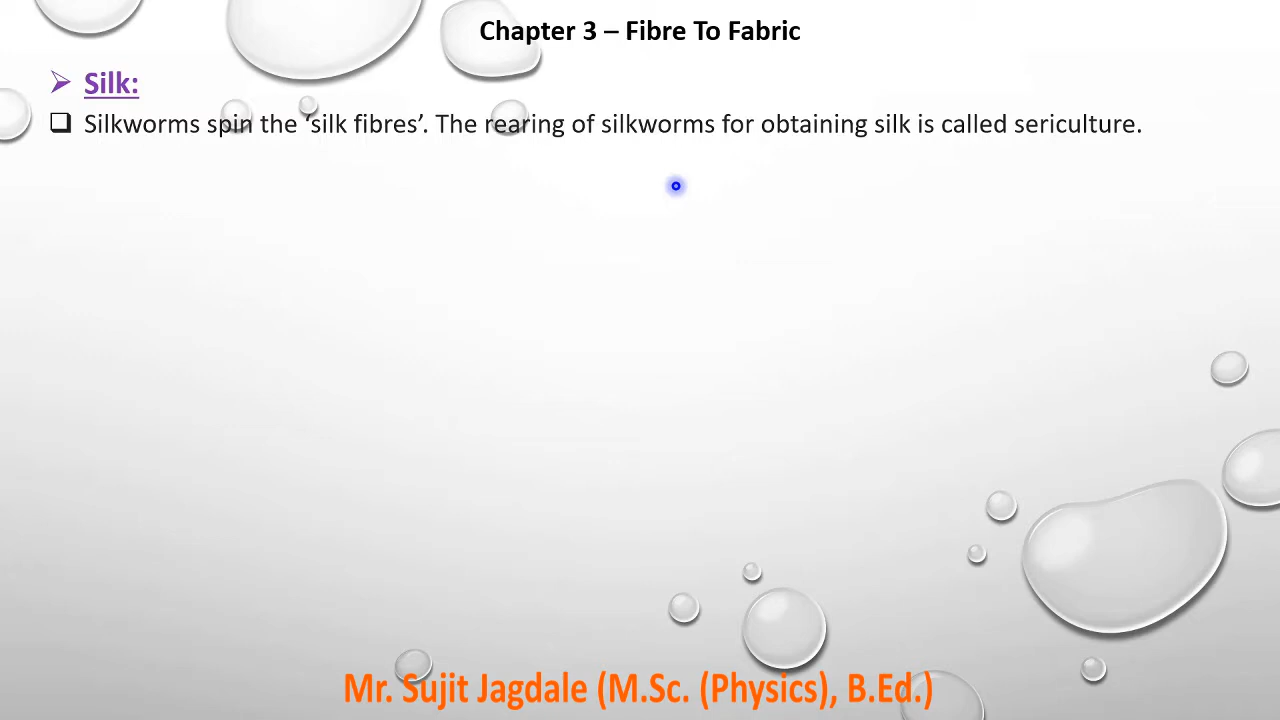 Chapter 3 – Fibre To Fabric
Silk:
Silkworms spin the ‘silk fibres’. The rearing of silkworms for obtaining silk is called sericulture.
Mr. Sujit Jagdale (M.Sc. (Physics), B.Ed.)